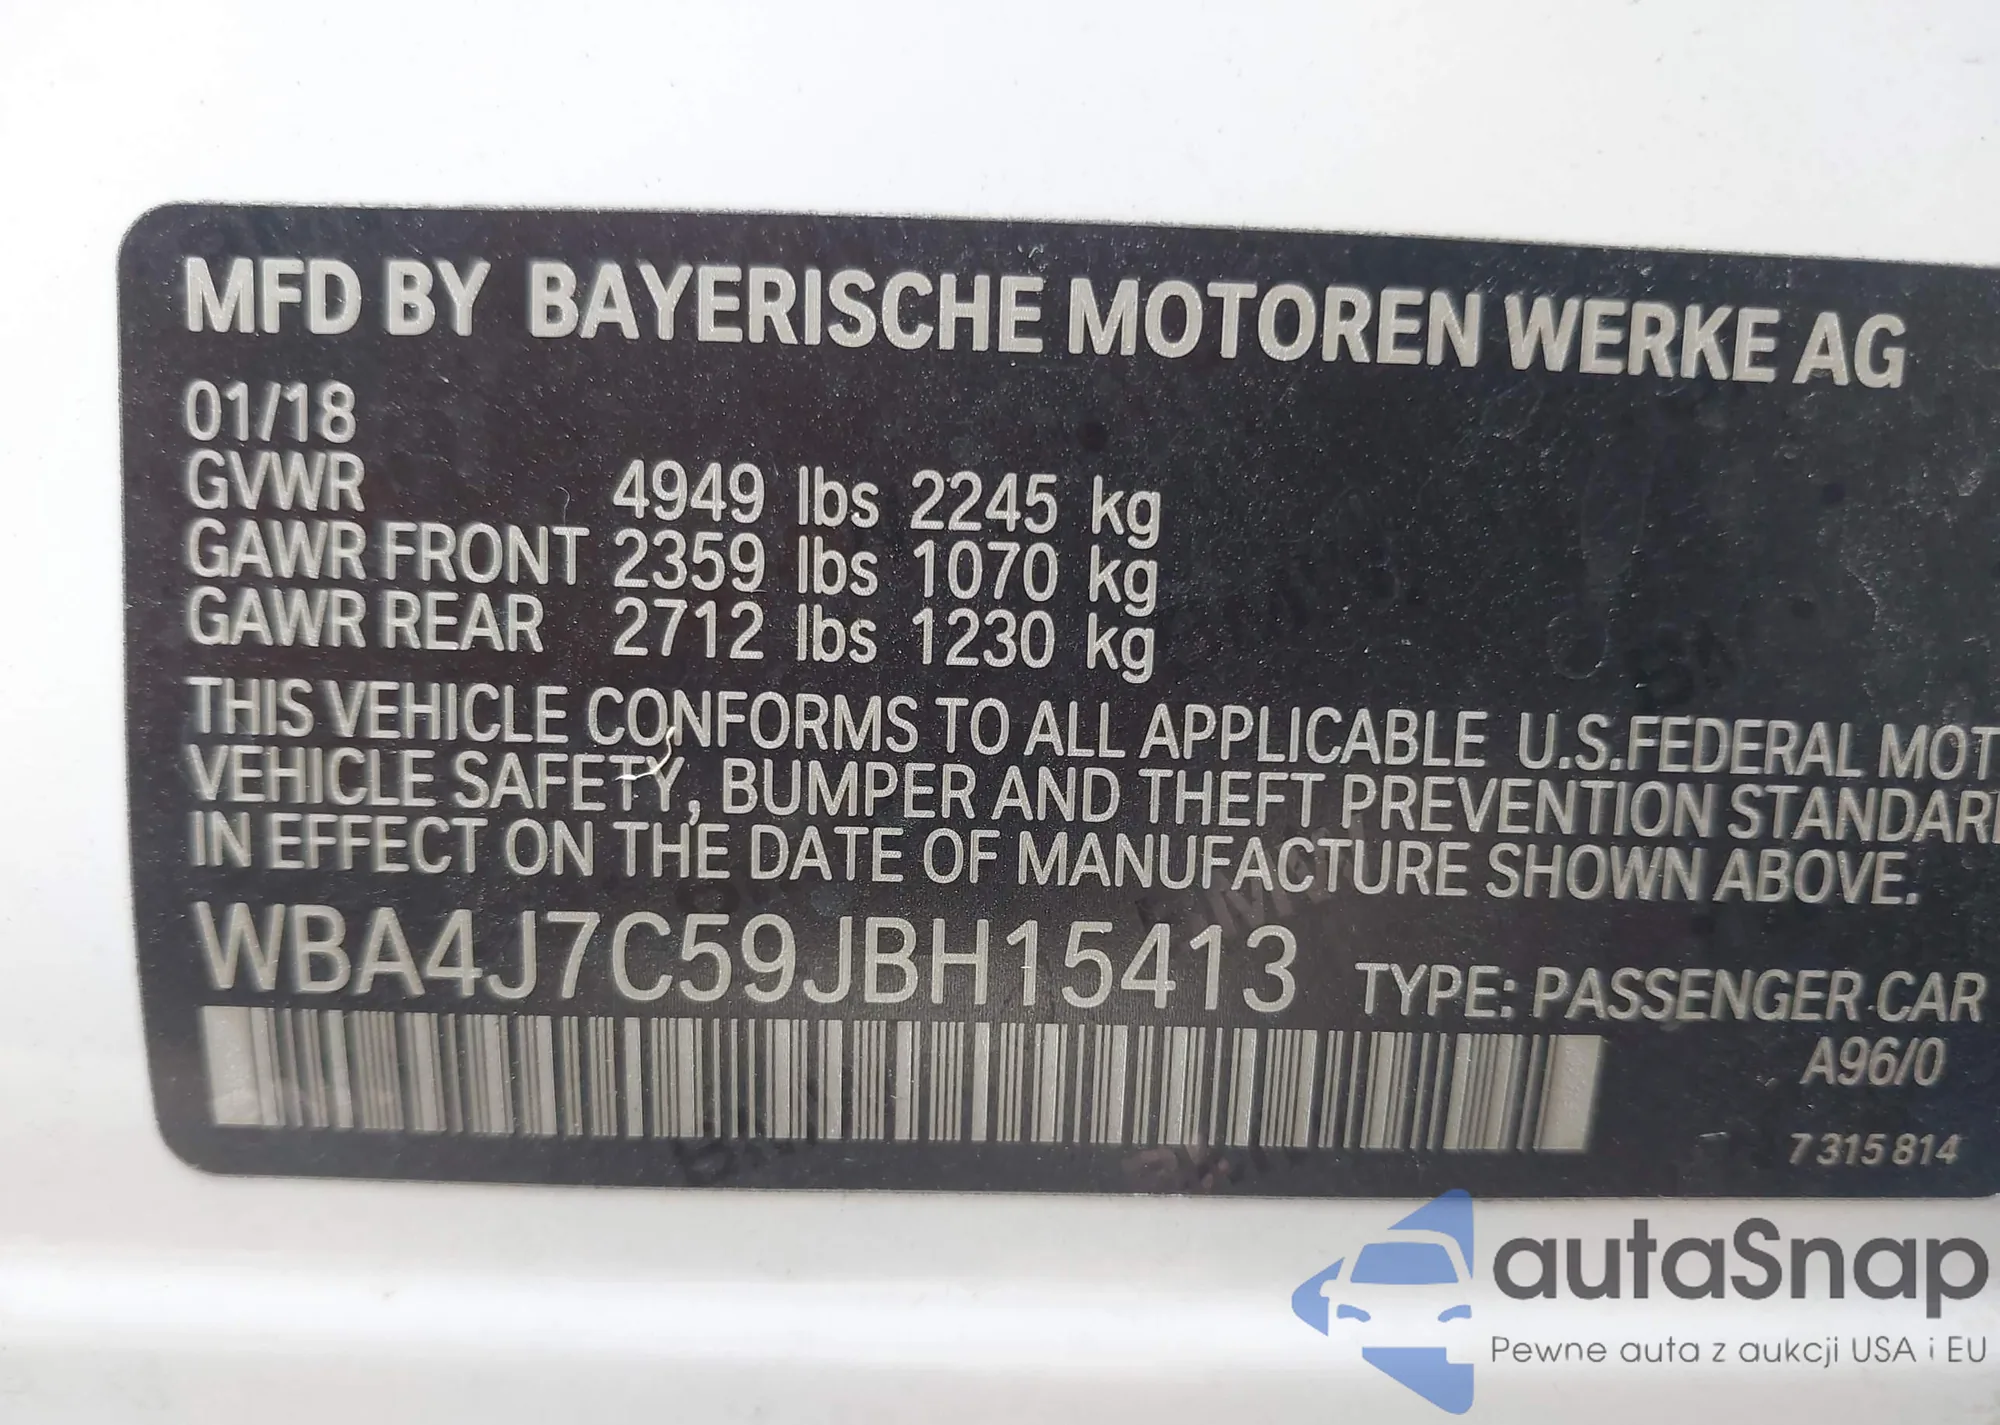 MFD BY BAYERISCHE MOTOREN WERKE AG
01/18
GVWR 4949 lbs 2245 kg
GAWR FRONT 2359 lbs 1070 kg
GAWR REAR 2712 lbs 1230 kg
THIS VEHICLE CONFORMS TO ALL APPLICABLE U.S.FEDERAL MOT
VEHICLE SAFETY, BUMPER AND THEFT PREVENTION STANDAR
IN EFFECT ON THE DATE OF MANUFACTURE SHOWN ABOVE.
WBA4J7C59JBH15413 TYPE: PASSENGER CAR
A96/0
7 315 814
autaSnap
Pewne auta z aukcji USA i EU